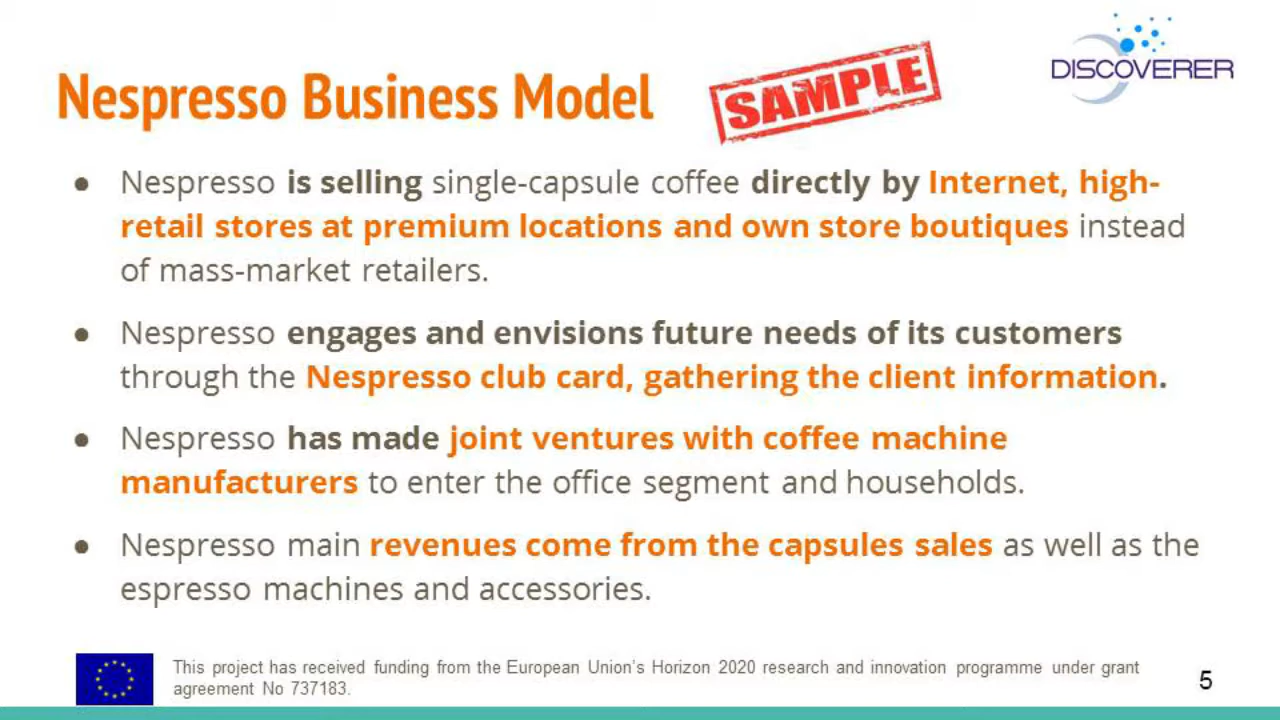 Nespresso Business Model
SAMPLE
DISCOVERER
● Nespresso is selling single-capsule coffee directly by Internet, high-
retail stores at premium locations and own store boutiques instead
of mass-market retailers.
● Nespresso engages and envisions future needs of its customers
through the Nespresso club card, gathering the client information.
● Nespresso has made joint ventures with coffee machine
manufacturers to enter the office segment and households.
● Nespresso main revenues come from the capsules sales as well as the
espresso machines and accessories.
This project has received funding from the European Union's Horizon 2020 research and innovation programme under grant
agreement No 737183.
5